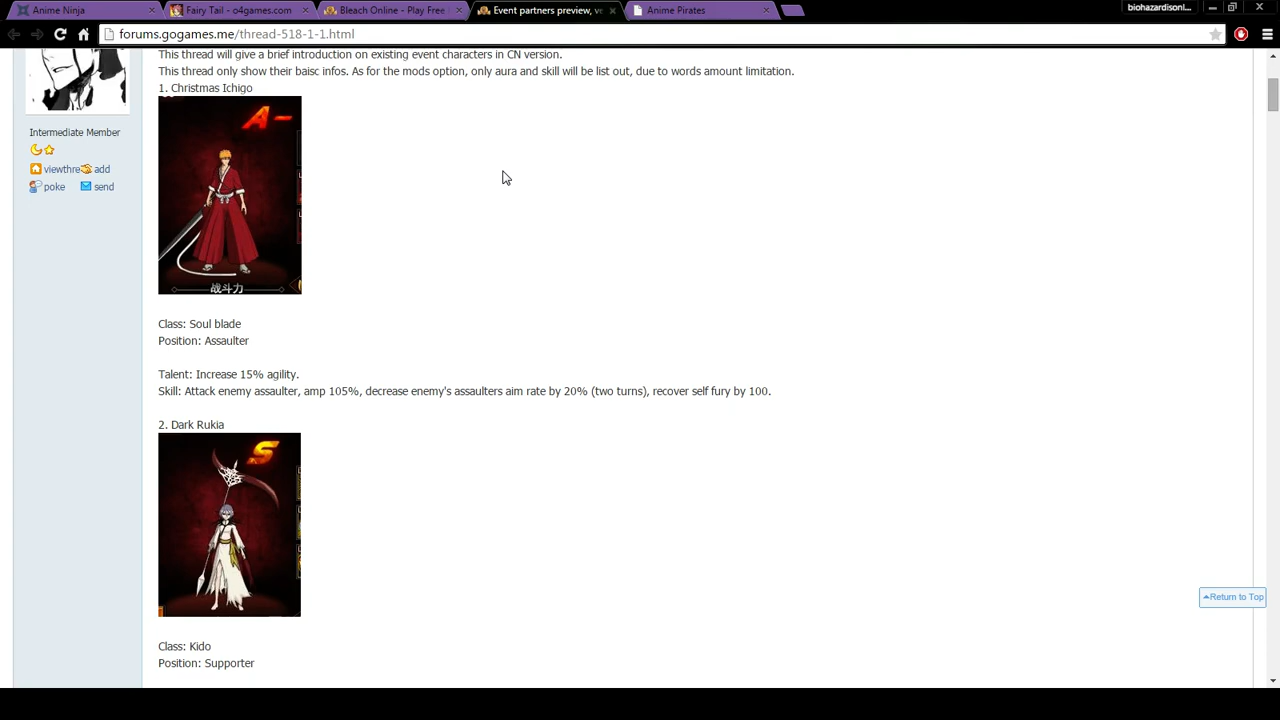 Anime Ninja
Fairy Tail - o4games.com
Bleach Online - Play Free
Event partners preview, ve
Anime Pirates
biohazardisonl...
forums.gogames.me/thread-518-1-1.html
This thread will give a brief introduction on existing event characters in CN version.
This thread only show their baisc infos. As for the mods option, only aura and skill will be list out, due to words amount limitation.
1. Christmas Ichigo
A-
战斗力
Intermediate Member
viewthre add
poke send
Class: Soul blade
Position: Assaulter
Talent: Increase 15% agility.
Skill: Attack enemy assaulter, amp 105%, decrease enemy's assaulters aim rate by 20% (two turns), recover self fury by 100.
2. Dark Rukia
S
Return to Top
Class: Kido
Position: Supporter